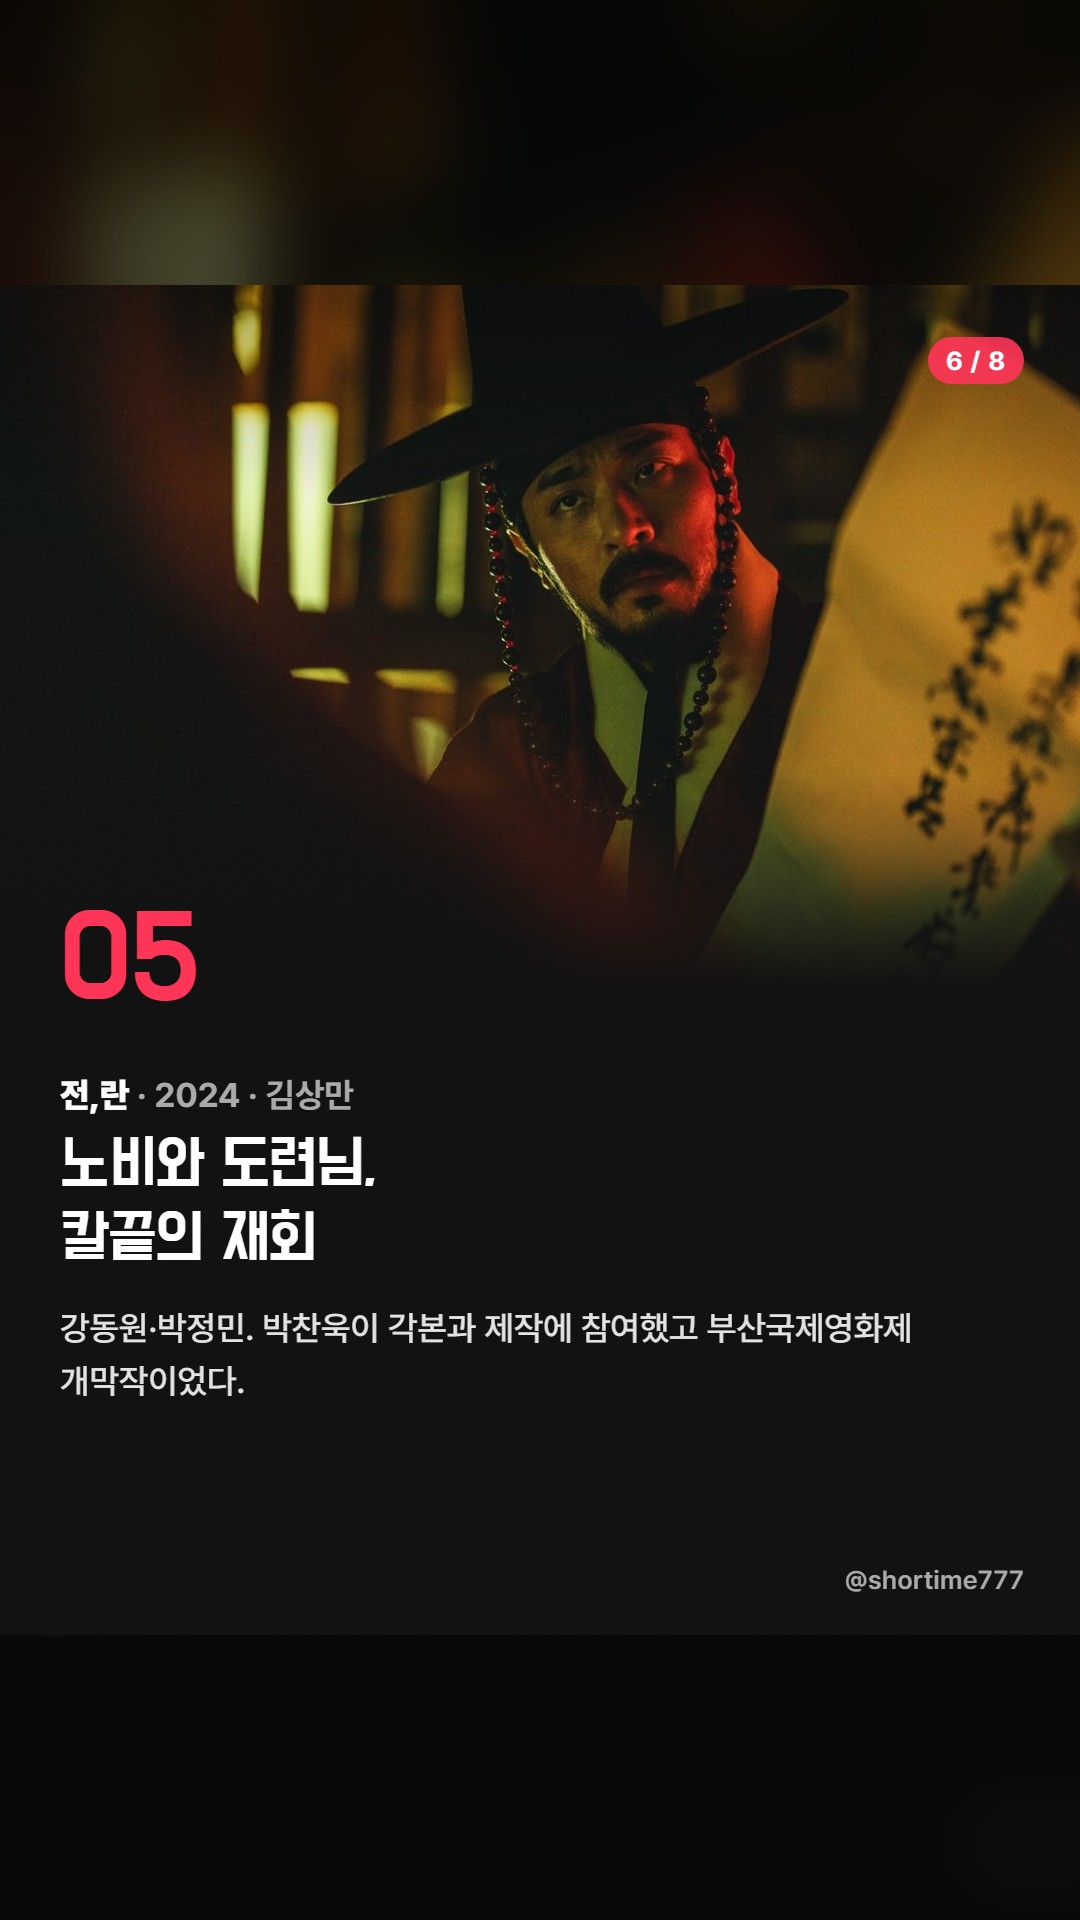 6 / 8
05
전,란 · 2024 · 김상만
노비와 도련님,
칼끝의 재회
강동원·박정민. 박찬욱이 각본과 제작에 참여했고 부산국제영화제
개막작이었다.
@shortime777